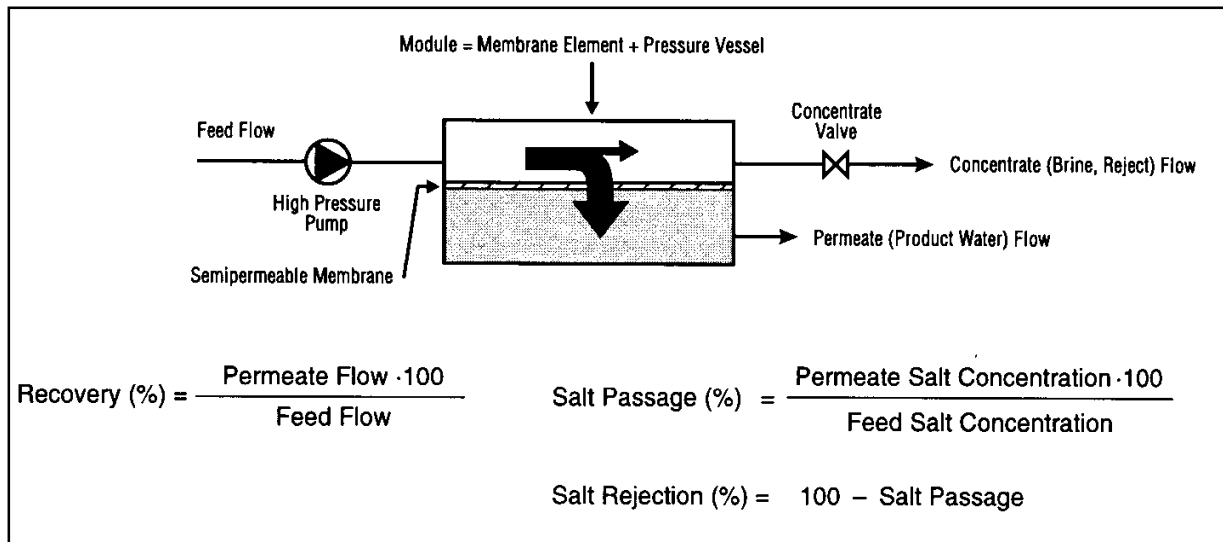 Module = Membrane Element + Pressure Vessel
Feed Flow
High Pressure
Pump
Semipermeable Membrane
Concentrate
Valve
Concentrate (Brine, Reject) Flow
Permeate (Product Water) Flow
Recovery (%) = Permeate Flow ·100
Feed Flow
Salt Passage (%) = Permeate Salt Concentration ·100
Feed Salt Concentration
Salt Rejection (%) = 100 – Salt Passage